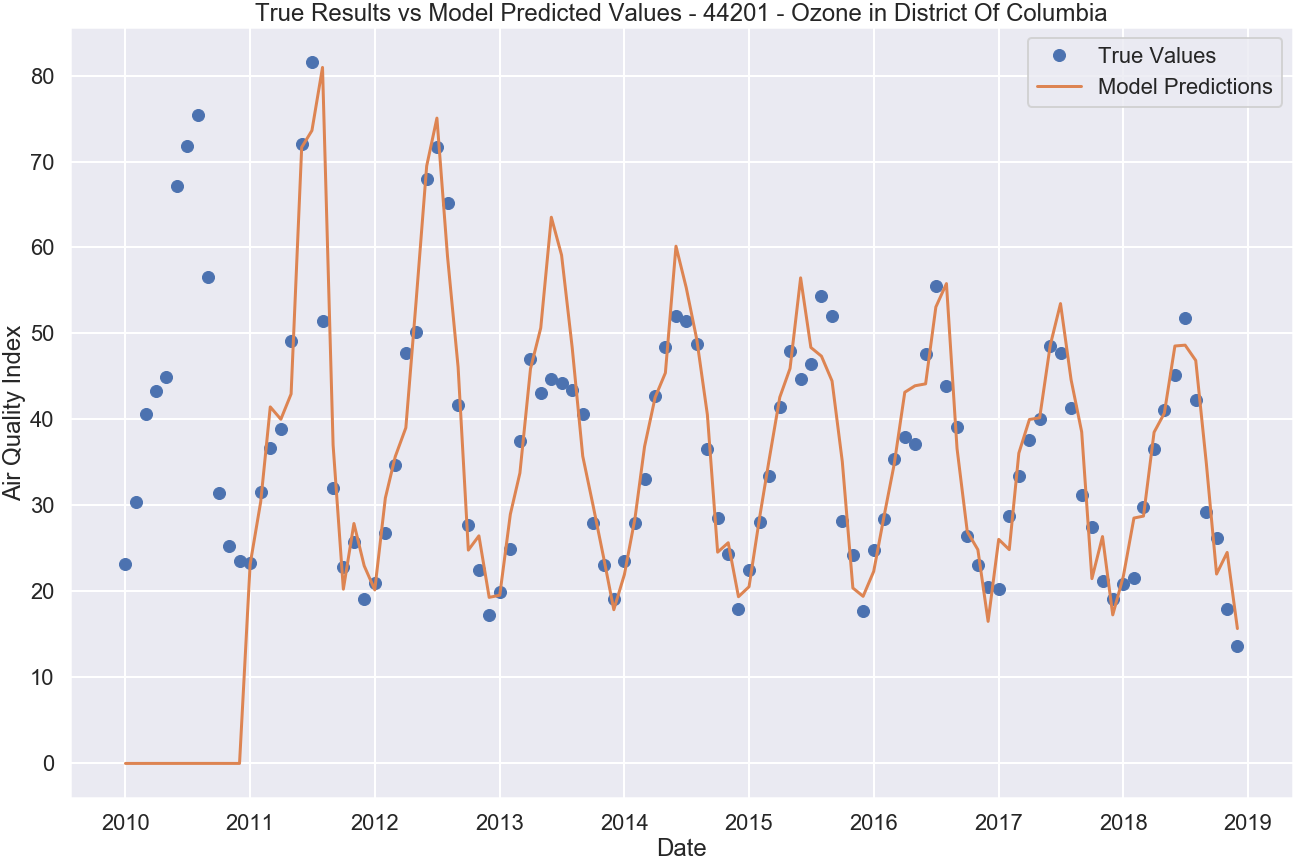 True Results vs Model Predicted Values - 44201 - Ozone in District Of Columbia
True Values
Model Predictions
Air Quality Index
80
70
60
50
40
30
20
10
0
2010 2011 2012 2013 2014 2015 2016 2017 2018 2019
Date